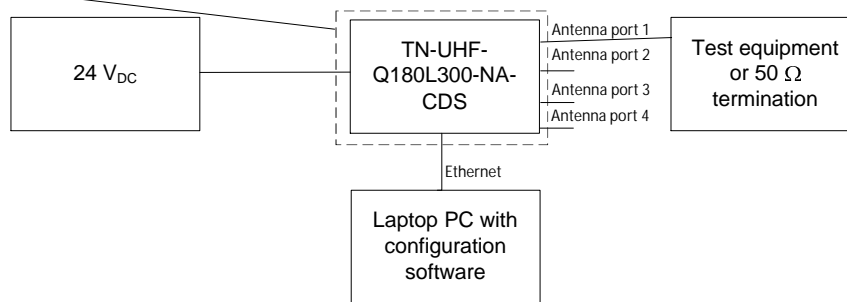 24 VDC
TN-UHF-
Q180L300-NA-
CDS
Antenna port 1
Antenna port 2
Antenna port 3
Antenna port 4
Test equipment
or 50 Ω
termination
Ethernet
Laptop PC with
configuration
software